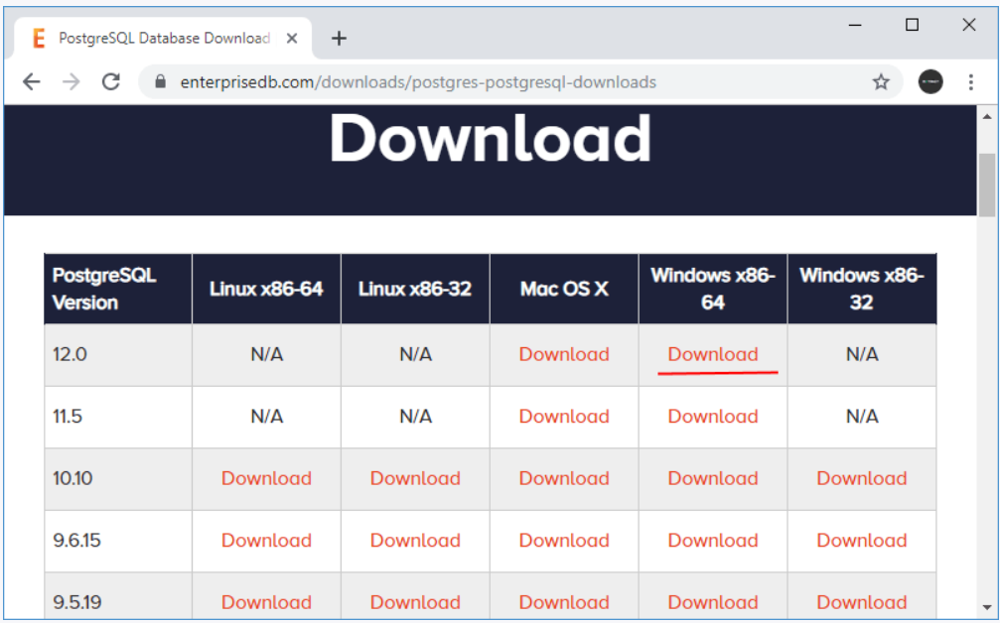 PostgreSQL Database Download
enterprisedb.com/downloads/postgres-postgresql-downloads
Download
PostgreSQL Version Linux x86-64 Linux x86-32 Mac OS X Windows x86-64 Windows x86-32
12.0 N/A N/A Download Download N/A
11.5 N/A N/A Download Download N/A
10.10 Download Download Download Download Download
9.6.15 Download Download Download Download Download
9.5.19 Download Download Download Download Download